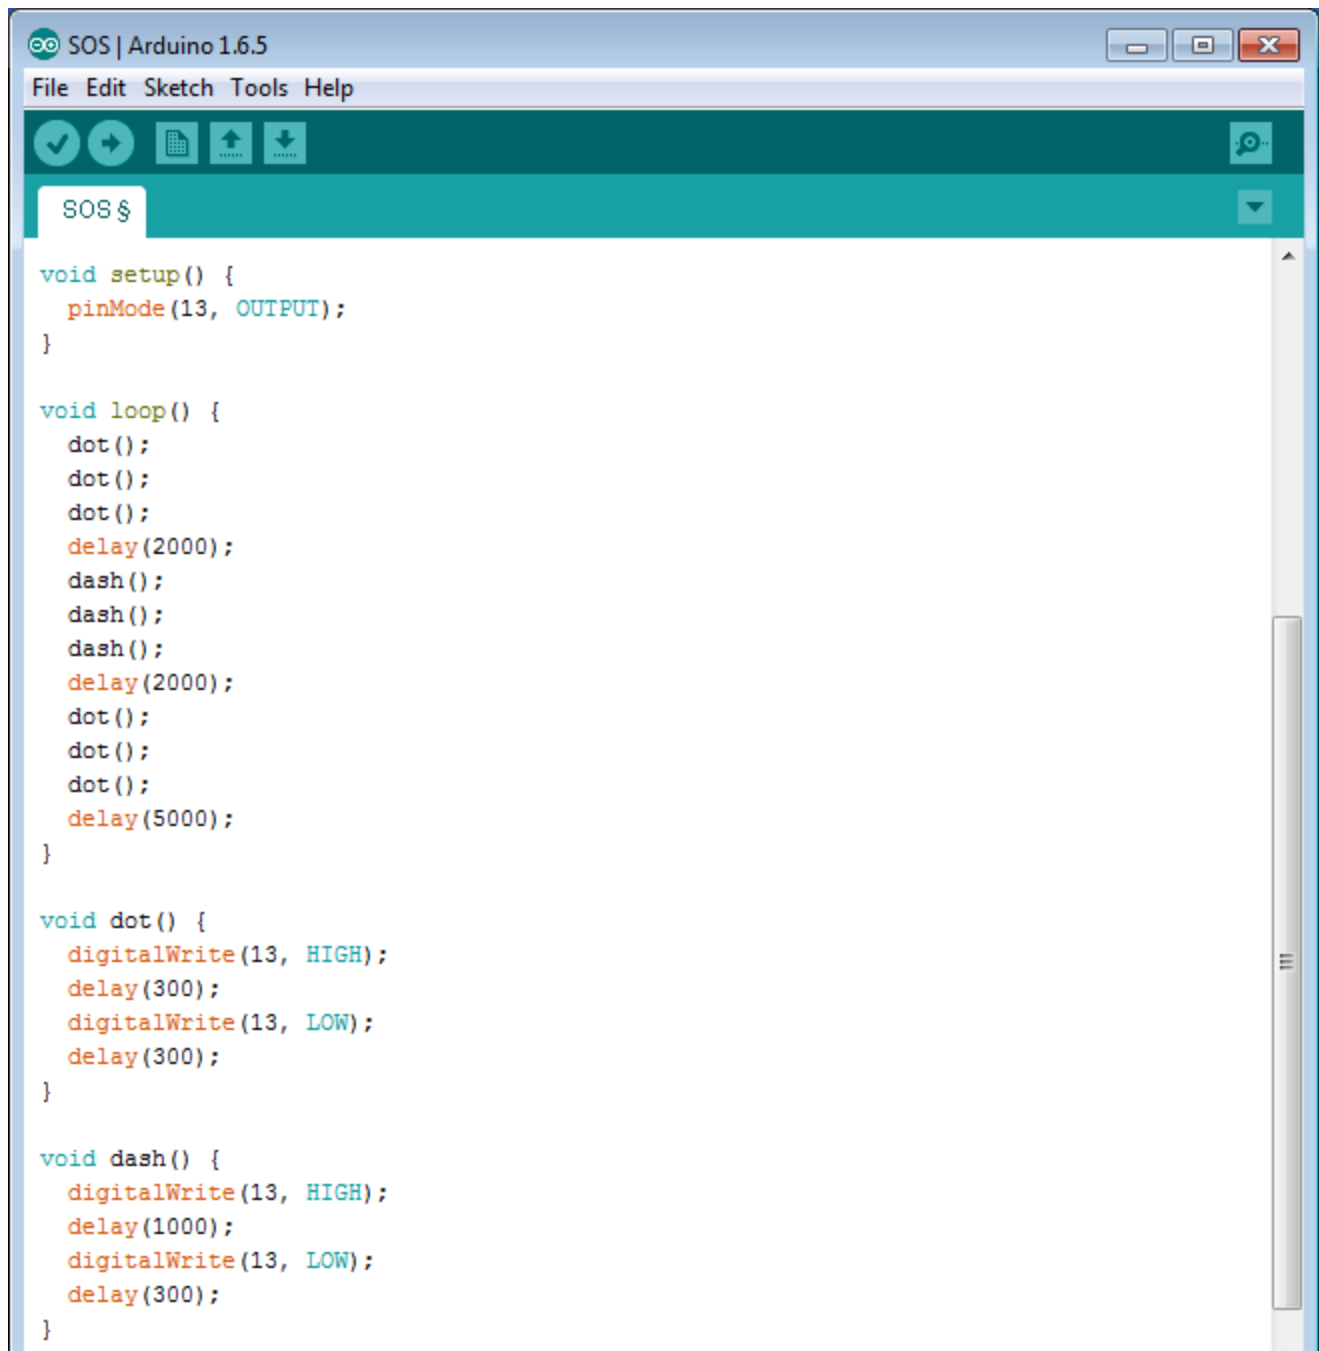 SOS | Arduino 1.6.5
File Edit Sketch Tools Help
SOS §
void setup() {
  pinMode(13, OUTPUT);
}
void loop() {
  dot();
  dot();
  dot();
  delay(2000);
  dash();
  dash();
  dash();
  delay(2000);
  dot();
  dot();
  dot();
  delay(5000);
}
void dot() {
  digitalWrite(13, HIGH);
  delay(300);
  digitalWrite(13, LOW);
  delay(300);
}
void dash() {
  digitalWrite(13, HIGH);
  delay(1000);
  digitalWrite(13, LOW);
  delay(300);
}